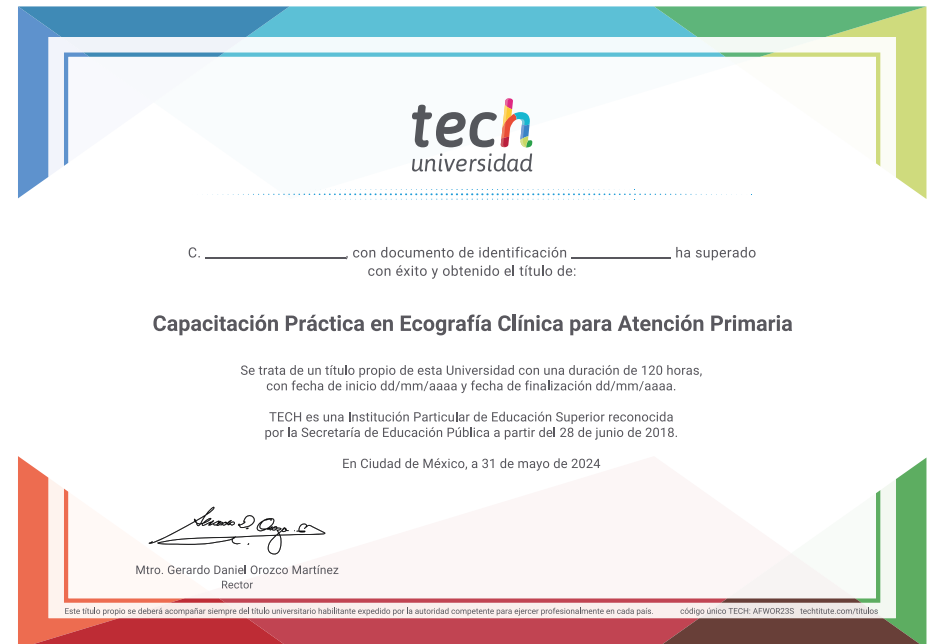 tech
universidad
C. ____________, con documento de identificación ____________ ha superado
con éxito y obtenido el título de:
Capacitación Práctica en Ecografía Clínica para Atención Primaria
Se trata de un título propio de esta Universidad con una duración de 120 horas,
con fecha de inicio dd/mm/aaaa y fecha de finalización dd/mm/aaaa.
TECH es una Institución Particular de Educación Superior reconocida
por la Secretaría de Educación Pública a partir del 28 de junio de 2018.
En Ciudad de México, a 31 de mayo de 2024
Mtro. Gerardo Daniel Orozco Martínez
Rector
Este título propio se deberá acompañar siempre del título universitario habilitante expedido por la autoridad competente para ejercer profesionalmente en cada país. código único TECH: AFWOR23S techtitute.com/titulos